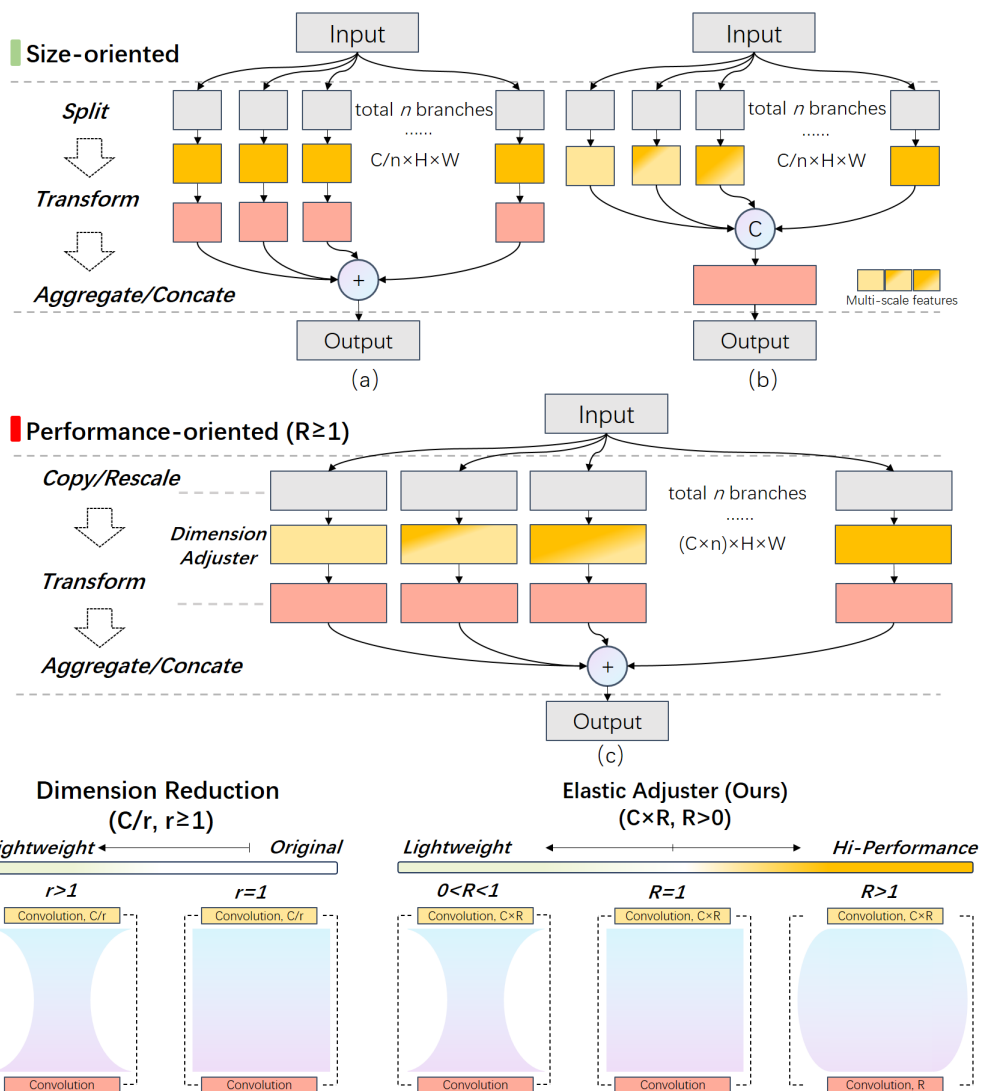 Input
Input
Size-oriented
Split
total n branches
......
C/n×H×W
total n branches
......
C/n×H×W
Transform
C
+
Aggregate/Concate
Multi-scale features
Output
Output
(a)
(b)
Input
Performance-oriented (R≥1)
Copy/Rescale
total n branches
......
(C×n)×H×W
Dimension
Adjuster
Transform
Aggregate/Concate
+
Output
(c)
Dimension Reduction
(C/r, r≥1)
Elastic Adjuster (Ours)
(C×R, R>0)
ightweight
Original
Lightweight
Hi-Performance
r>1
r=1
0<R<1
R=1
R>1
Convolution, C/r
Convolution, C/r
Convolution, C×R
Convolution, C×R
Convolution, C×R
Convolution
Convolution
Convolution
Convolution
Convolution, R